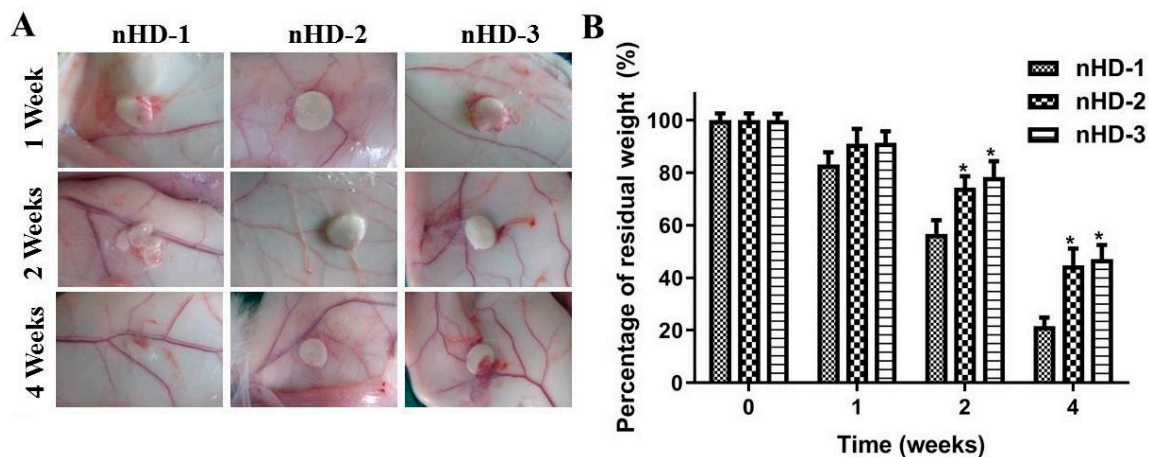 A
nHD-1 nHD-2 nHD-3
1 Week
2 Weeks
4 Weeks
B
Percentage of residual weight (%)
nHD-1
nHD-2
nHD-3
100
80
60
40
20
0
* *
* *
0 1 2 4
Time (weeks)